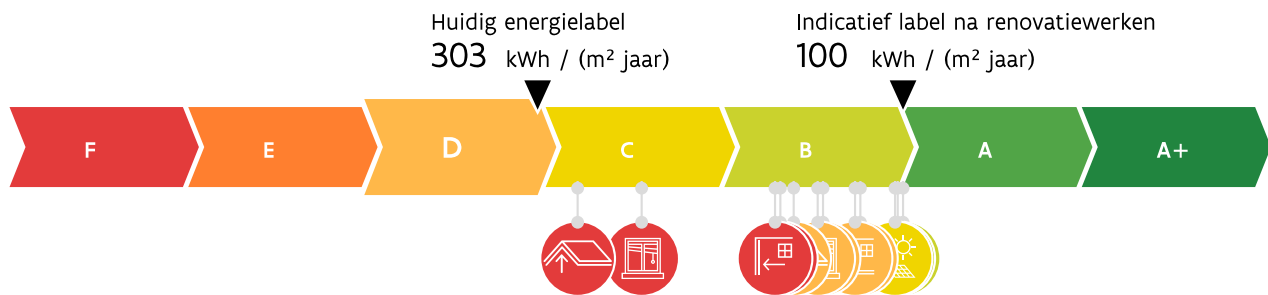 Huidig energielabel
303 kWh / (m² jaar)
Indicatief label na renovatiewerken
100 kWh / (m² jaar)
F E D C B A A+